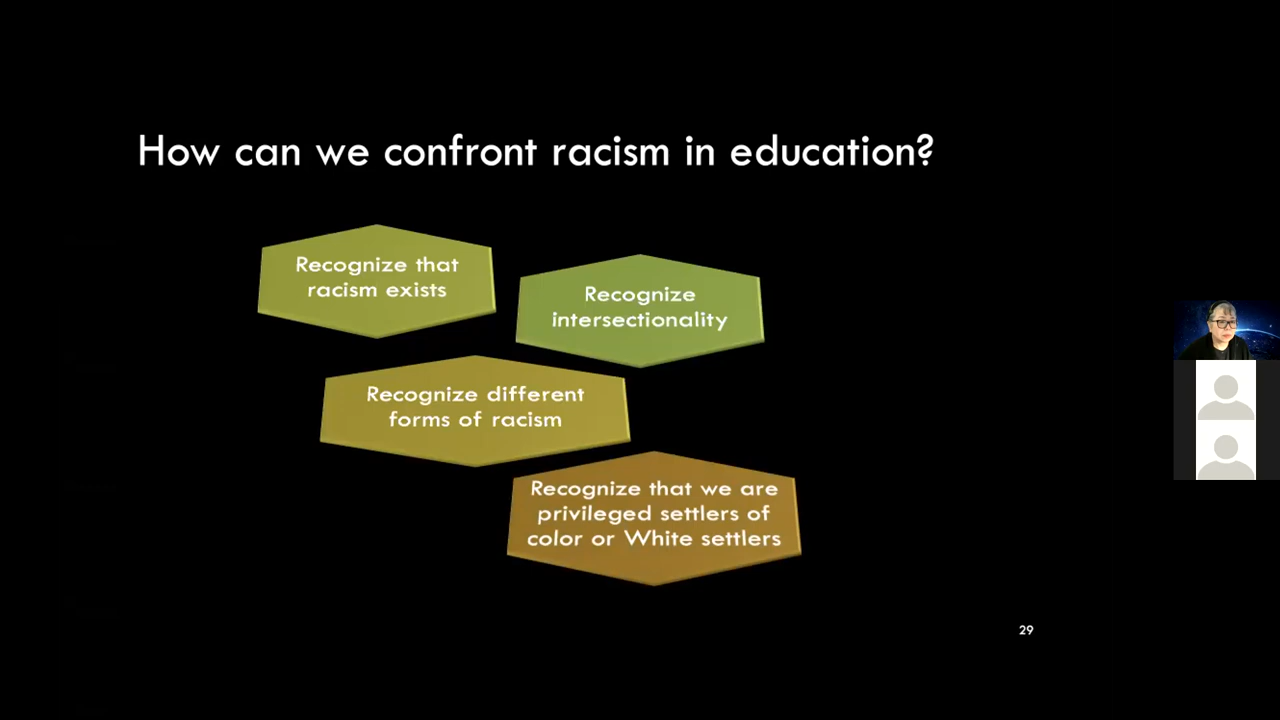 How can we confront racism in education?
Recognize that
racism exists
Recognize
intersectionality
Recognize different
forms of racism
Recognize that we are
privileged settlers of
color or White settlers
29